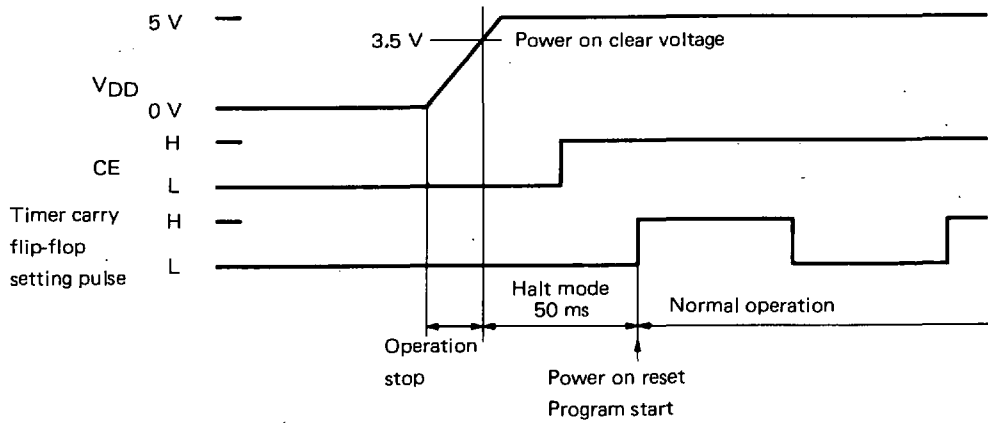 5 V
3.5 V
Power on clear voltage
VDD
0 V
H
CE
L
Timer carry
flip-flop
setting pulse
H
L
Halt mode
50 ms
Normal operation
Operation
stop
Power on reset
Program start